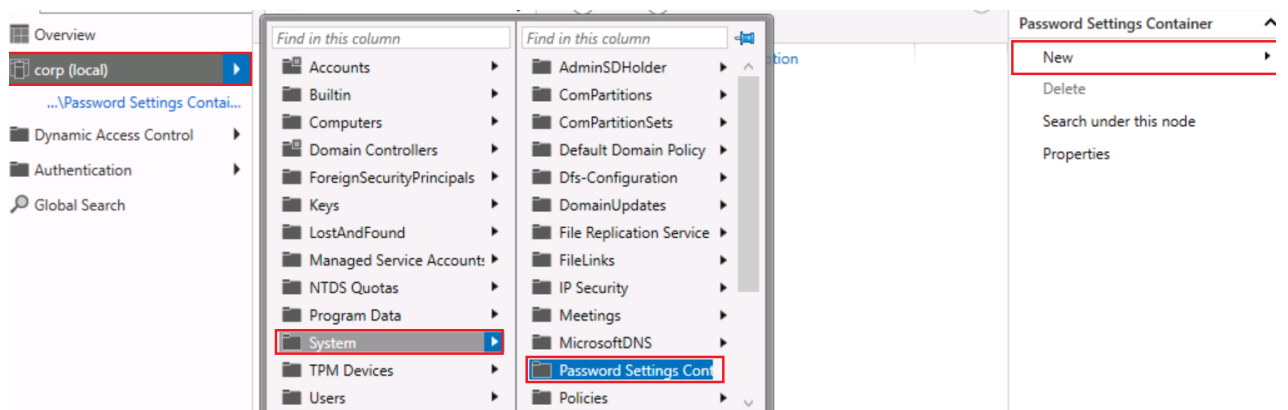 Overview
corp (local)
...\Password Settings Contai...
Dynamic Access Control
Authentication
Global Search
Find in this column
Accounts
Builtin
Computers
Domain Controllers
ForeignSecurityPrincipals
Keys
LostAndFound
Managed Service Accounts
NTDS Quotas
Program Data
System
TPM Devices
Users
Find in this column
AdminSDHolder
ComPartitions
ComPartitionSets
Default Domain Policy
Dfs-Configuration
DomainUpdates
File Replication Service
FileLinks
IP Security
Meetings
MicrosoftDNS
Password Settings Cont
Policies
tion
Password Settings Container
New
Delete
Search under this node
Properties